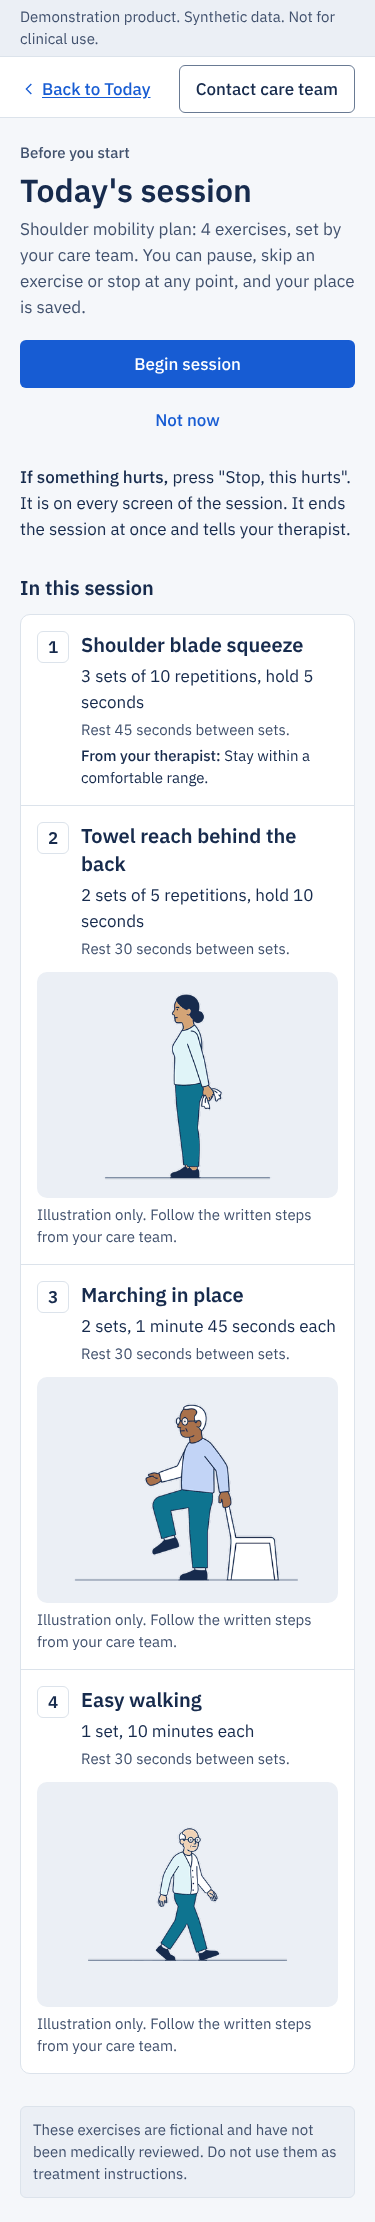 Demonstration product. Synthetic data. Not for
clinical use.
Back to Today
Contact care team
Before you start
Today's session
Shoulder mobility plan: 4 exercises, set by
your care team. You can pause, skip an
exercise or stop at any point, and your place
is saved.
Begin session
Not now
If something hurts, press "Stop, this hurts".
It is on every screen of the session. It ends
the session at once and tells your therapist.
In this session
1
Shoulder blade squeeze
3 sets of 10 repetitions, hold 5
seconds
Rest 45 seconds between sets.
From your therapist: Stay within a
comfortable range.
2
Towel reach behind the
back
2 sets of 5 repetitions, hold 10
seconds
Rest 30 seconds between sets.
Illustration only. Follow the written steps
from your care team.
3
Marching in place
2 sets, 1 minute 45 seconds each
Rest 30 seconds between sets.
Illustration only. Follow the written steps
from your care team.
4
Easy walking
1 set, 10 minutes each
Rest 30 seconds between sets.
Illustration only. Follow the written steps
from your care team.
These exercises are fictional and have not
been medically reviewed. Do not use them as
treatment instructions.